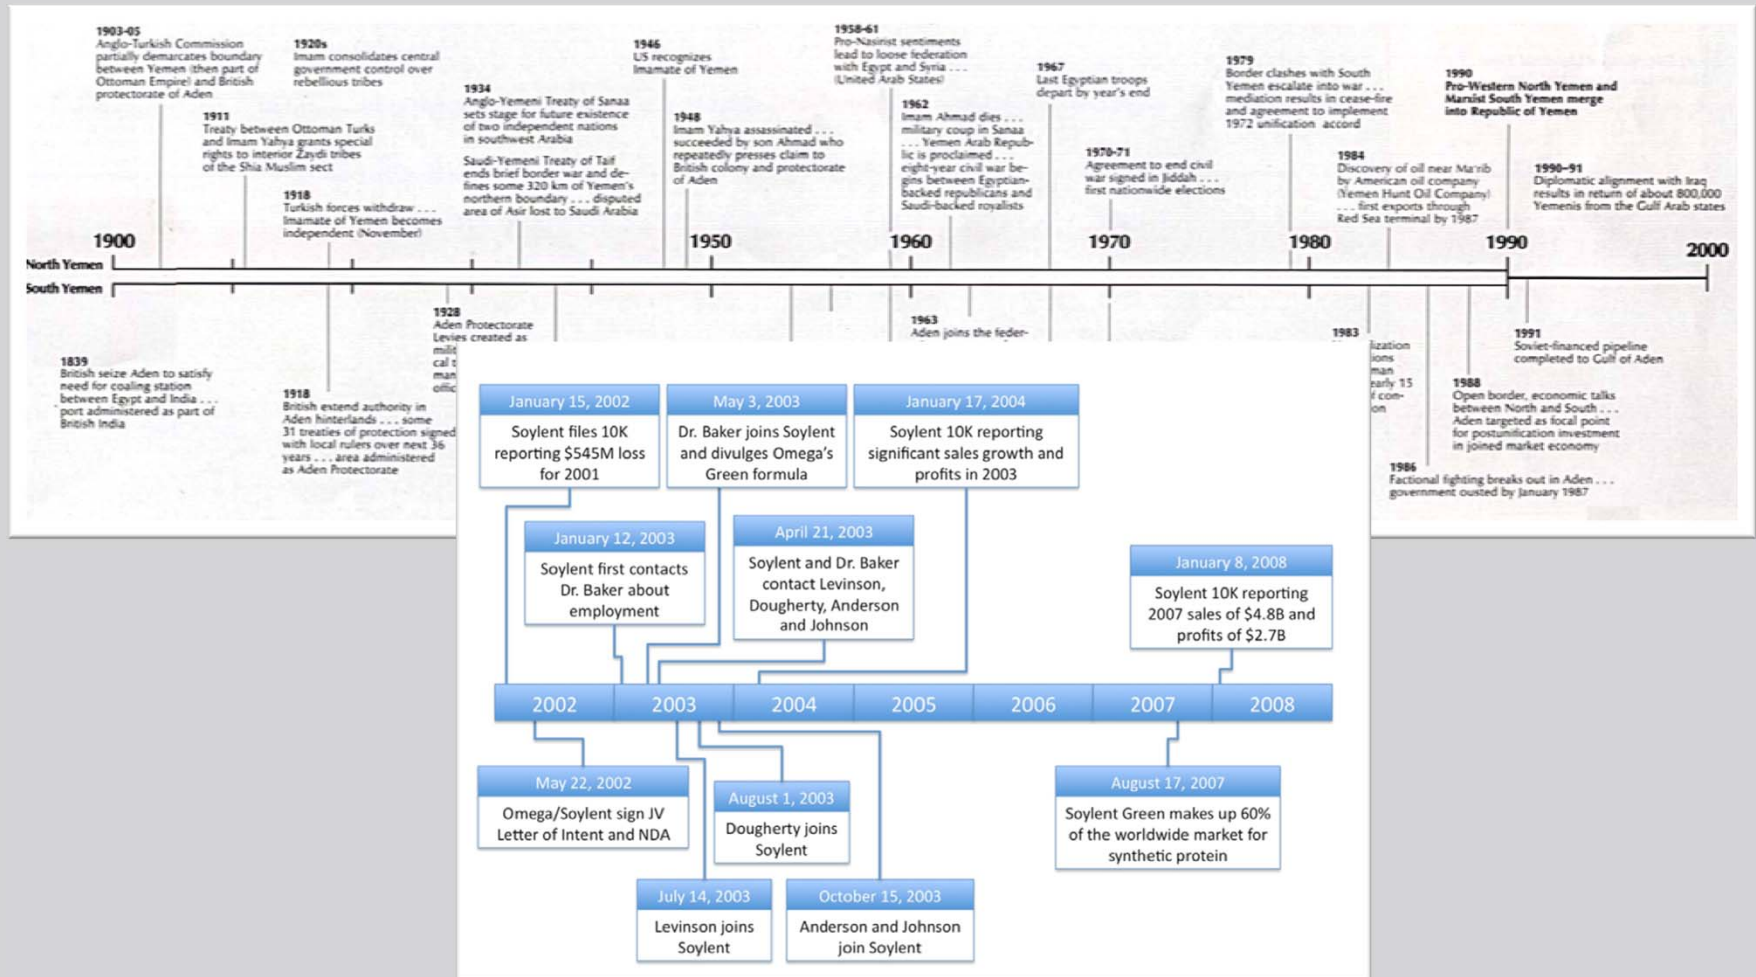 1903-05
Anglo-Turkish Commission
partially demarcates boundary
between Yemen (then part of
Ottoman Empire) and British
protectorate of Aden
1920s
Imam consolidates central
government control over
rebellious tribes
1946
US recognizes
Imamate of Yemen
1958-61
Pro-Nasirist sentiments
lead to loose federation
with Egypt and Syria . . .
(United Arab States)
1967
Last Egyptian troops
depart by year's end
1979
Border clashes with South
Yemen escalate into war . . .
mediation results in cease-fire
and agreement to implement
1972 unification accord
1990
Pro-Western North Yemen and
Marxist South Yemen merge
into Republic of Yemen
1911
Treaty between Ottoman Turks
and Imam Yahya grants special
rights to interior Zaydi tribes
of the Shia Muslim sect
1934
Anglo-Yemeni Treaty of Sanaa
sets stage for future existence
of two independent nations
in southwest Arabia
Saudi-Yemeni Treaty of Taif
ends brief border war and de-
fines some 320 km of Yemen's
northern boundary . . . disputed
area of Asir lost to Saudi Arabia
1948
Imam Yahya assassinated . . .
succeeded by son Ahmad who
repeatedly presses claim to
British colony and protectorate
of Aden
1962
Imam Ahmad dies . . .
military coup in Sanaa
. . . Yemen Arab Repub-
lic is proclaimed . . .
eight-year civil war be-
gins between Egyptian-
backed republicans and
Saudi-backed royalists
1970-71
Agreement to end civil
war signed in Jiddah . . .
first nationwide elections
1984
Discovery of oil near Ma'rib
by American oil company
(Yemen Hunt Oil Company)
. . . first exports through
Red Sea terminal by 1987
1990-91
Diplomatic alignment with Iraq
results in return of about 800,000
Yemenis from the Gulf Arab states
1918
Turkish forces withdraw . . .
Imamate of Yemen becomes
independent (November)
1900
1950
1960
1970
1980
1990
2000
North Yemen
South Yemen
1839
British seize Aden to satisfy
need for coaling station
between Egypt and India . . .
port administered as part of
British India
1918
British extend authority in
Aden hinterlands . . . some
31 treaties of protection signed
with local rulers over next 36
years . . . area administered
as Aden Protectorate
1928
Aden Protectorate
Levies created as
milit
cal t
man
offic
1963
Aden joins the feder-
1983
lization
ions
man
early 15
f com-
on
1991
Soviet-financed pipeline
completed to Gulf of Aden
1988
Open border, economic talks
between North and South . . .
Aden targeted as focal point
for postunification investment
in joined market economy
1986
Factional fighting breaks out in Aden . . .
government ousted by January 1987
January 15, 2002
Soylent files 10K
reporting $545M loss
for 2001
May 3, 2003
Dr. Baker joins Soylent
and divulges Omega's
Green formula
January 17, 2004
Soylent 10K reporting
significant sales growth and
profits in 2003
January 12, 2003
Soylent first contacts
Dr. Baker about
employment
April 21, 2003
Soylent and Dr. Baker
contact Levinson,
Dougherty, Anderson
and Johnson
January 8, 2008
Soylent 10K reporting
2007 sales of $4.8B and
profits of $2.7B
2002
2003
2004
2005
2006
2007
2008
May 22, 2002
Omega/Soylent sign JV
Letter of Intent and NDA
August 1, 2003
Dougherty joins
Soylent
August 17, 2007
Soylent Green makes up 60%
of the worldwide market for
synthetic protein
July 14, 2003
Levinson joins
Soylent
October 15, 2003
Anderson and Johnson
join Soylent